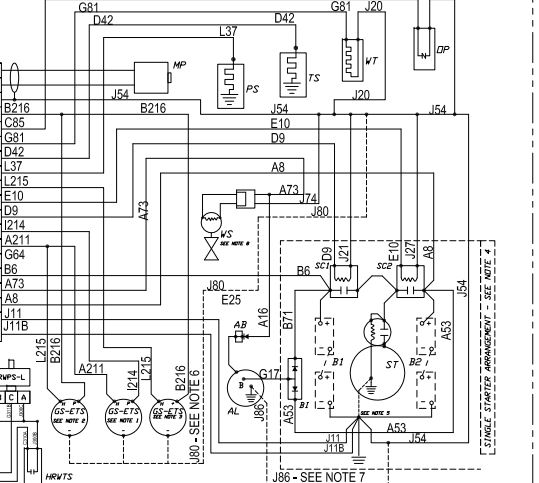 G81
G81
J20
D42
D42
L37
MP
PS
TS
WT
OP
J54
J20
B216
B216
J54
J54
C85
E10
G81
D9
D42
L37
A8
L215
A73
J74
E10
J80
D9
A73
I214
WS
SEE NOTE 8
A211
G64
D9
J21
E10
J27
A8
B6
B6
SC1
SC2
J80
A73
E25
J54
A8
J11
J11B
A16
AB
B71
A53
L215
B216
B1
ST
B2
A211
I214
L215
B216
G17
B
RWPS-L
C
A
B1
GS-ETS
SEE NOTE 2
GS-ETS
SEE NOTE 1
GS-ETS
SEE NOTE 3
AL
J86
A53
SEE NOTE 5
A53
J11
J54
J11B
J80 - SEE NOTE 6
SINGLE STARTER ARRANGEMENT - SEE NOTE 4
HRWTS
J86 - SEE NOTE 7